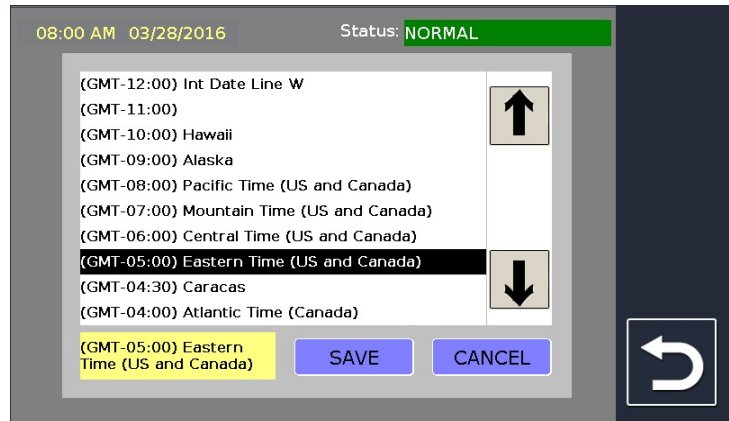 08:00 AM 03/28/2016 Status: NORMAL
(GMT-12:00) Int Date Line W
(GMT-11:00)
(GMT-10:00) Hawaii
(GMT-09:00) Alaska
(GMT-08:00) Pacific Time (US and Canada)
(GMT-07:00) Mountain Time (US and Canada)
(GMT-06:00) Central Time (US and Canada)
(GMT-05:00) Eastern Time (US and Canada)
(GMT-04:30) Caracas
(GMT-04:00) Atlantic Time (Canada)
(GMT-05:00) Eastern
Time (US and Canada)
SAVE CANCEL